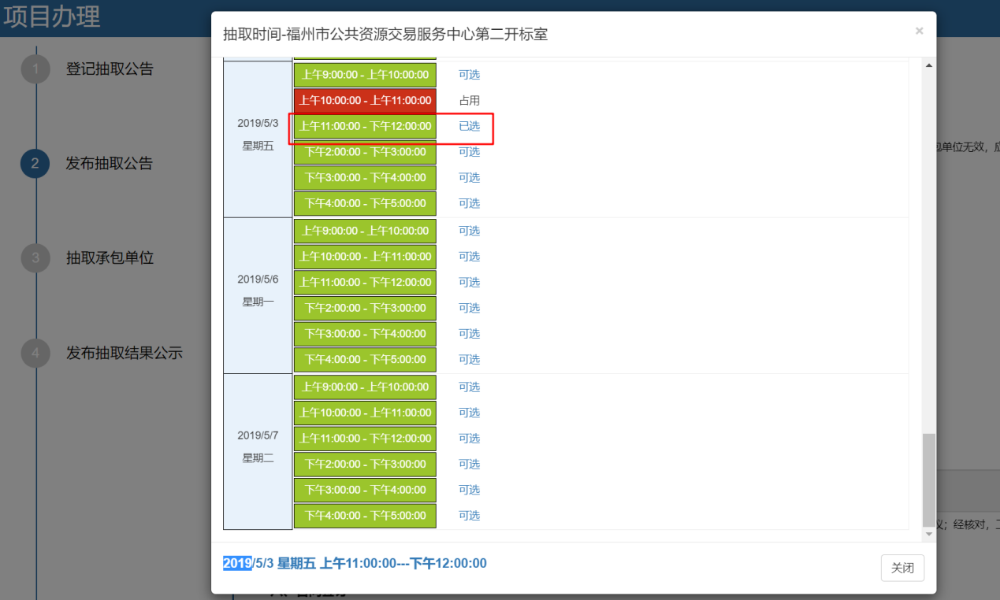 项目办理
1 登记抽取公告
2 发布抽取公告
3 抽取承包单位
4 发布抽取结果公示
抽取时间-福州市公共资源交易服务中心第二开标室 ×
2019/5/3
星期五
上午9:00:00 - 上午10:00:00 可选
上午10:00:00 - 上午11:00:00 占用
上午11:00:00 - 下午12:00:00 已选
下午2:00:00 - 下午3:00:00 可选
下午3:00:00 - 下午4:00:00 可选
下午4:00:00 - 下午5:00:00 可选
2019/5/6
星期一
上午9:00:00 - 上午10:00:00 可选
上午10:00:00 - 上午11:00:00 可选
上午11:00:00 - 下午12:00:00 可选
下午2:00:00 - 下午3:00:00 可选
下午3:00:00 - 下午4:00:00 可选
下午4:00:00 - 下午5:00:00 可选
2019/5/7
星期二
上午9:00:00 - 上午10:00:00 可选
上午10:00:00 - 上午11:00:00 可选
上午11:00:00 - 下午12:00:00 可选
下午2:00:00 - 下午3:00:00 可选
下午3:00:00 - 下午4:00:00 可选
下午4:00:00 - 下午5:00:00 可选
2019/5/3 星期五 上午11:00:00---下午12:00:00
关闭
单位无效，
；经核对，